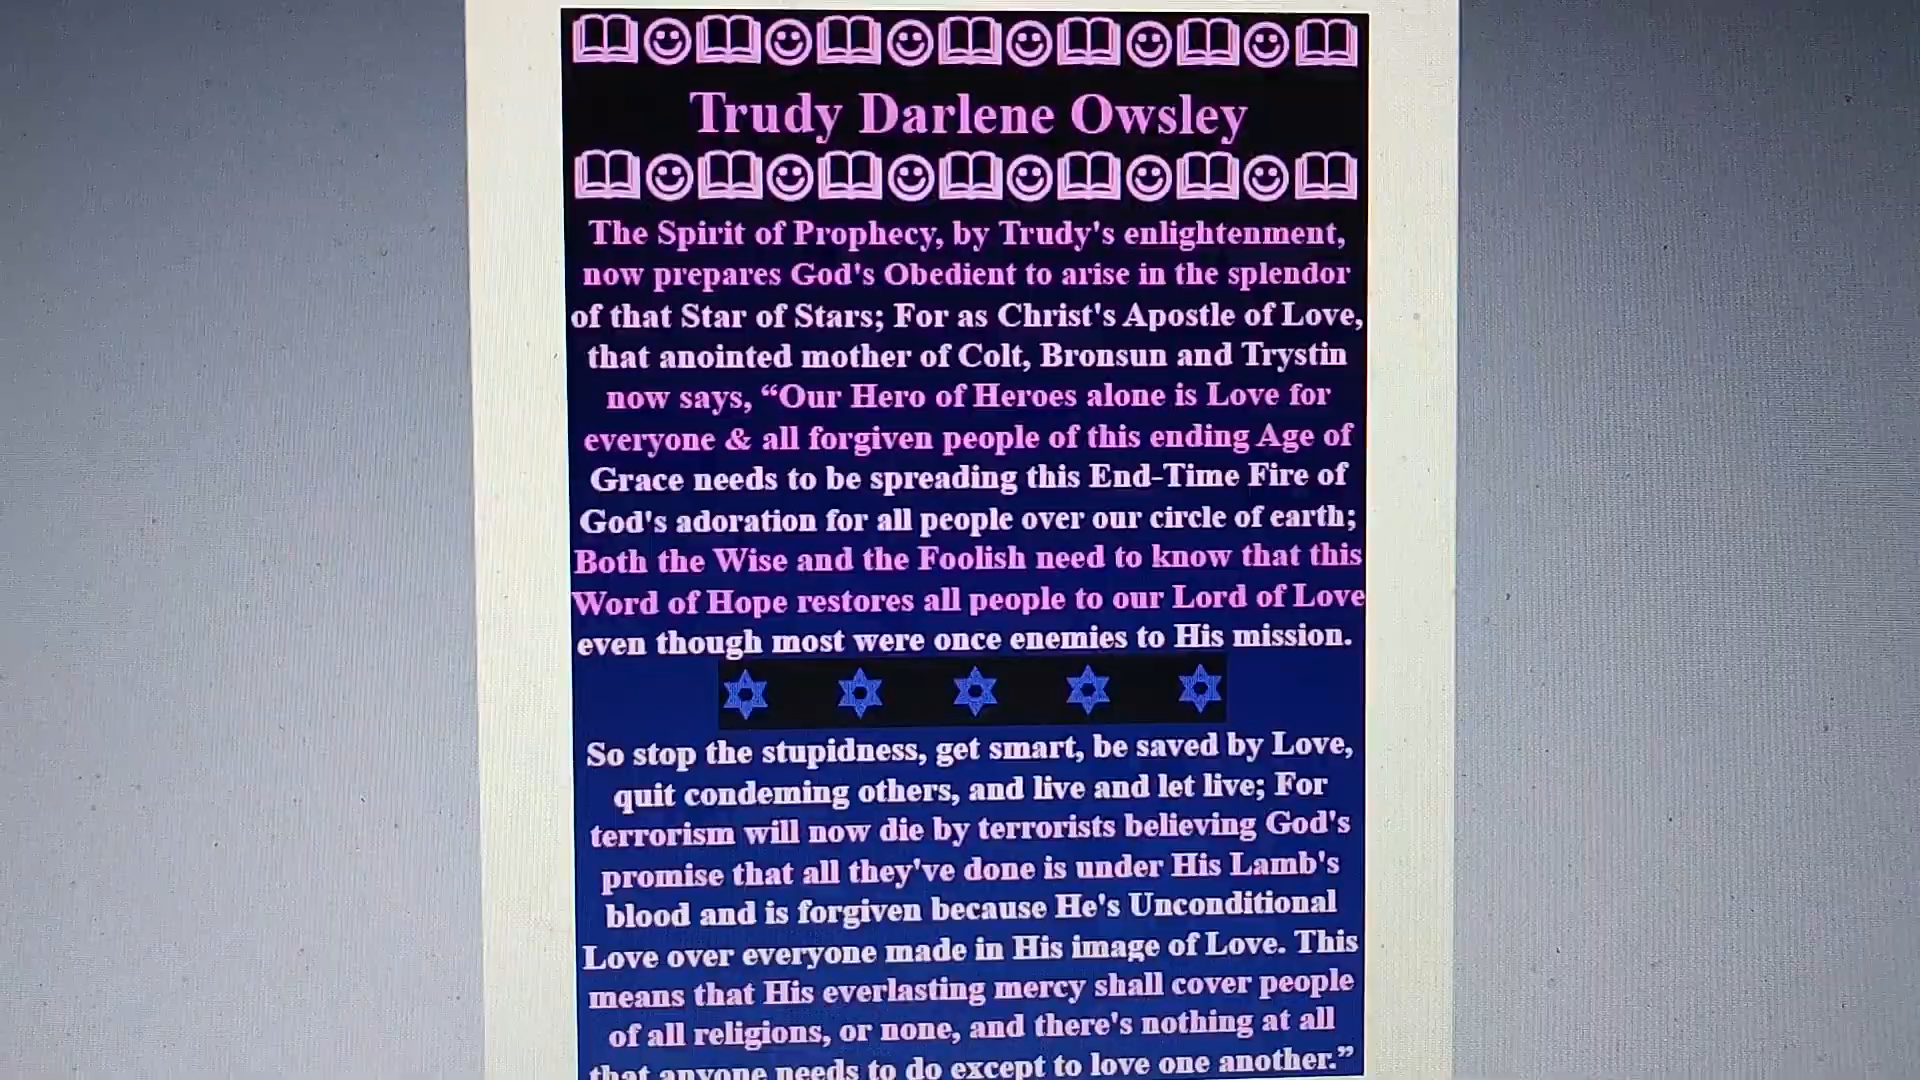 Trudy Darlene Owsley
The Spirit of Prophecy, by Trudy's enlightenment,
now prepares God's Obedient to arise in the splendor
of that Star of Stars; For as Christ's Apostle of Love,
that anointed mother of Colt, Bronsun and Trystin
now says, “Our Hero of Heroes alone is Love for
everyone & all forgiven people of this ending Age of
Grace needs to be spreading this End-Time Fire of
God's adoration for all people over our circle of earth;
Both the Wise and the Foolish need to know that this
Word of Hope restores all people to our Lord of Love
even though most were once enemies to His mission.
So stop the stupidness, get smart, be saved by Love,
quit condeming others, and live and let live; For
terrorism will now die by terrorists believing God's
promise that all they've done is under His Lamb's
blood and is forgiven because He's Unconditional
Love over everyone made in His image of Love. This
means that His everlasting mercy shall cover people
of all religions, or none, and there's nothing at all
that anyone needs to do except to love one another.”